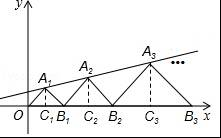 y
A₃
A₂
A₁
...
O C₁ B₁ C₂ B₂ C₃ B₃ x